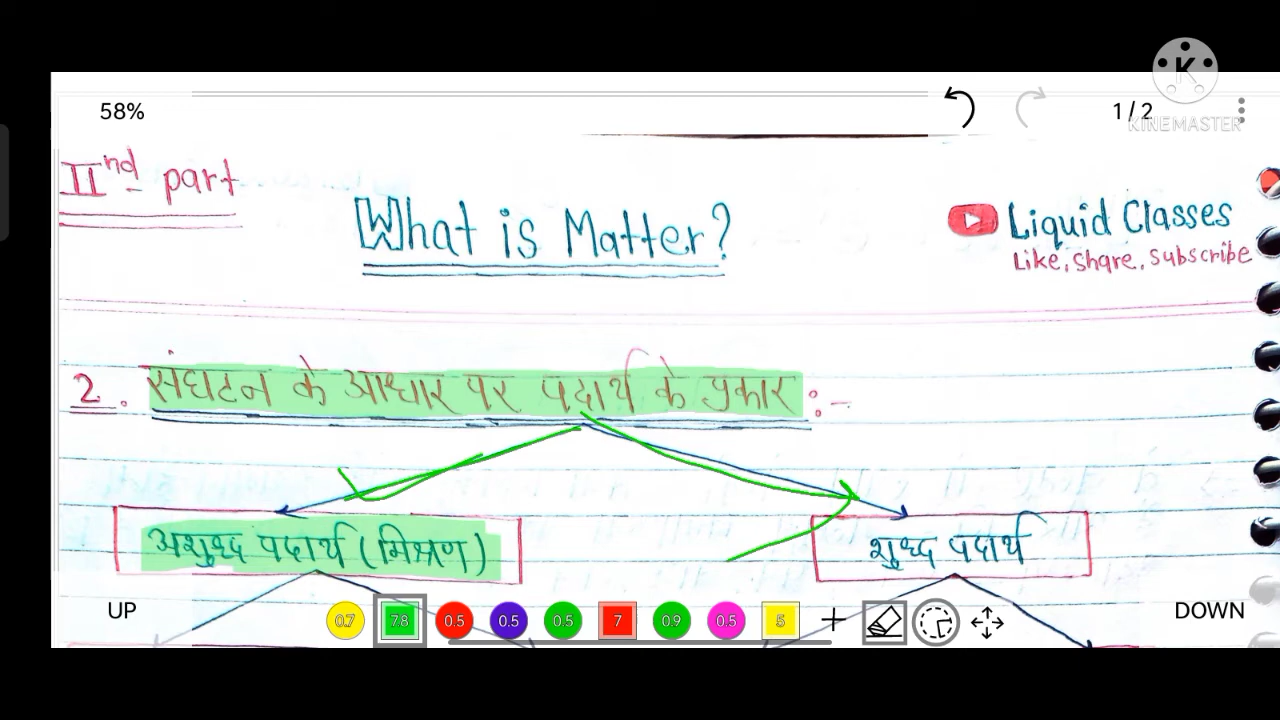 58%
1 / 2
KINEMASTER
IInd part
What is Matter?
Liquid Classes
Like, Share, Subscribe
2. संघटन के आधार पर पदार्थ के प्रकार :-
अशुध्द पदार्थ (मिश्रण)
शुध्द पदार्थ
UP
0.7 7.8 0.5 0.5 0.5 7 0.9 0.5 5
DOWN